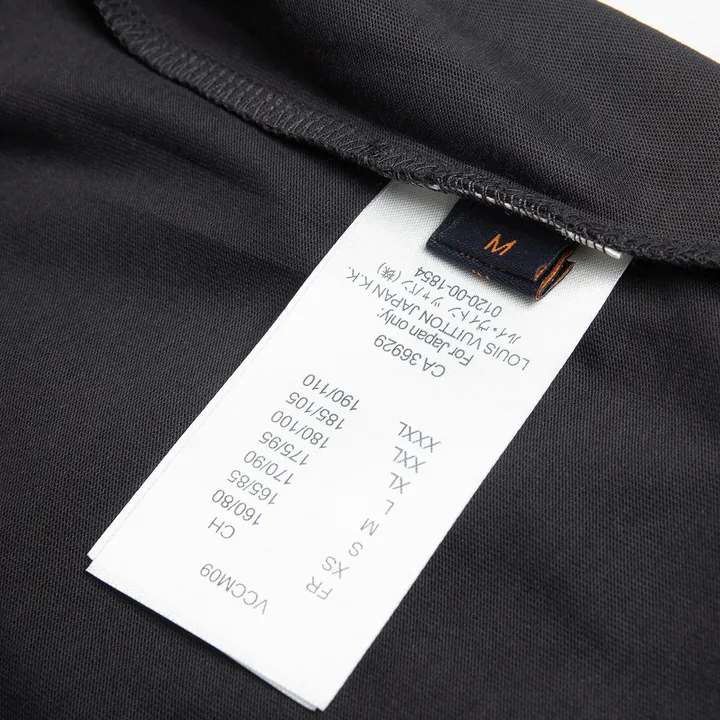 VCCM09
FR CH
XS 160/80
S 165/85
M 170/90
L 175/95
XL 180/100
XXL 185/105
XXXL 190/110
CA 36929
For Japan only:
LOUIS VUITTON JAPAN K.K.
ルイ・ヴイトン ツャパン (株)
0120-00-1854
M